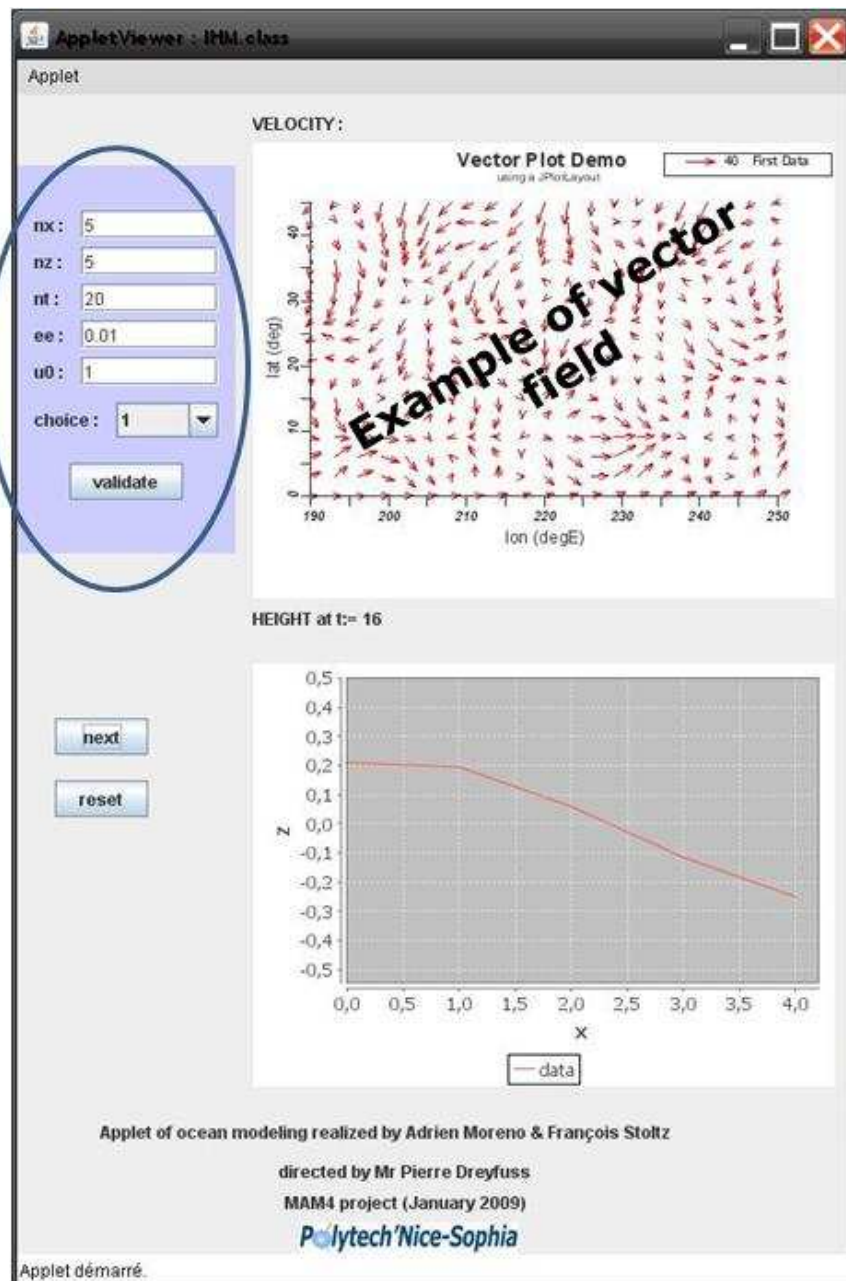 AppletViewer : IHM.class
Applet
nx : 5
nz : 5
nt : 20
ee : 0.01
u0 : 1
choice : 1
validate
VELOCITY :
Vector Plot Demo
using a JPlotLayout
40 First Data
Example of vector
field
lat (deg)
40
30
20
10
0
190 200 210 220 230 240 250
lon (degE)
HEIGHT at t:= 16
next
reset
z
0,5
0,4
0,3
0,2
0,1
0,0
-0,1
-0,2
-0,3
-0,4
-0,5
0,0 0,5 1,0 1,5 2,0 2,5 3,0 3,5 4,0
x
data
Applet of ocean modeling realized by Adrien Moreno & François Stoltz
directed by Mr Pierre Dreyfuss
MAM4 project (January 2009)
Polytech'Nice-Sophia
Applet démarré.